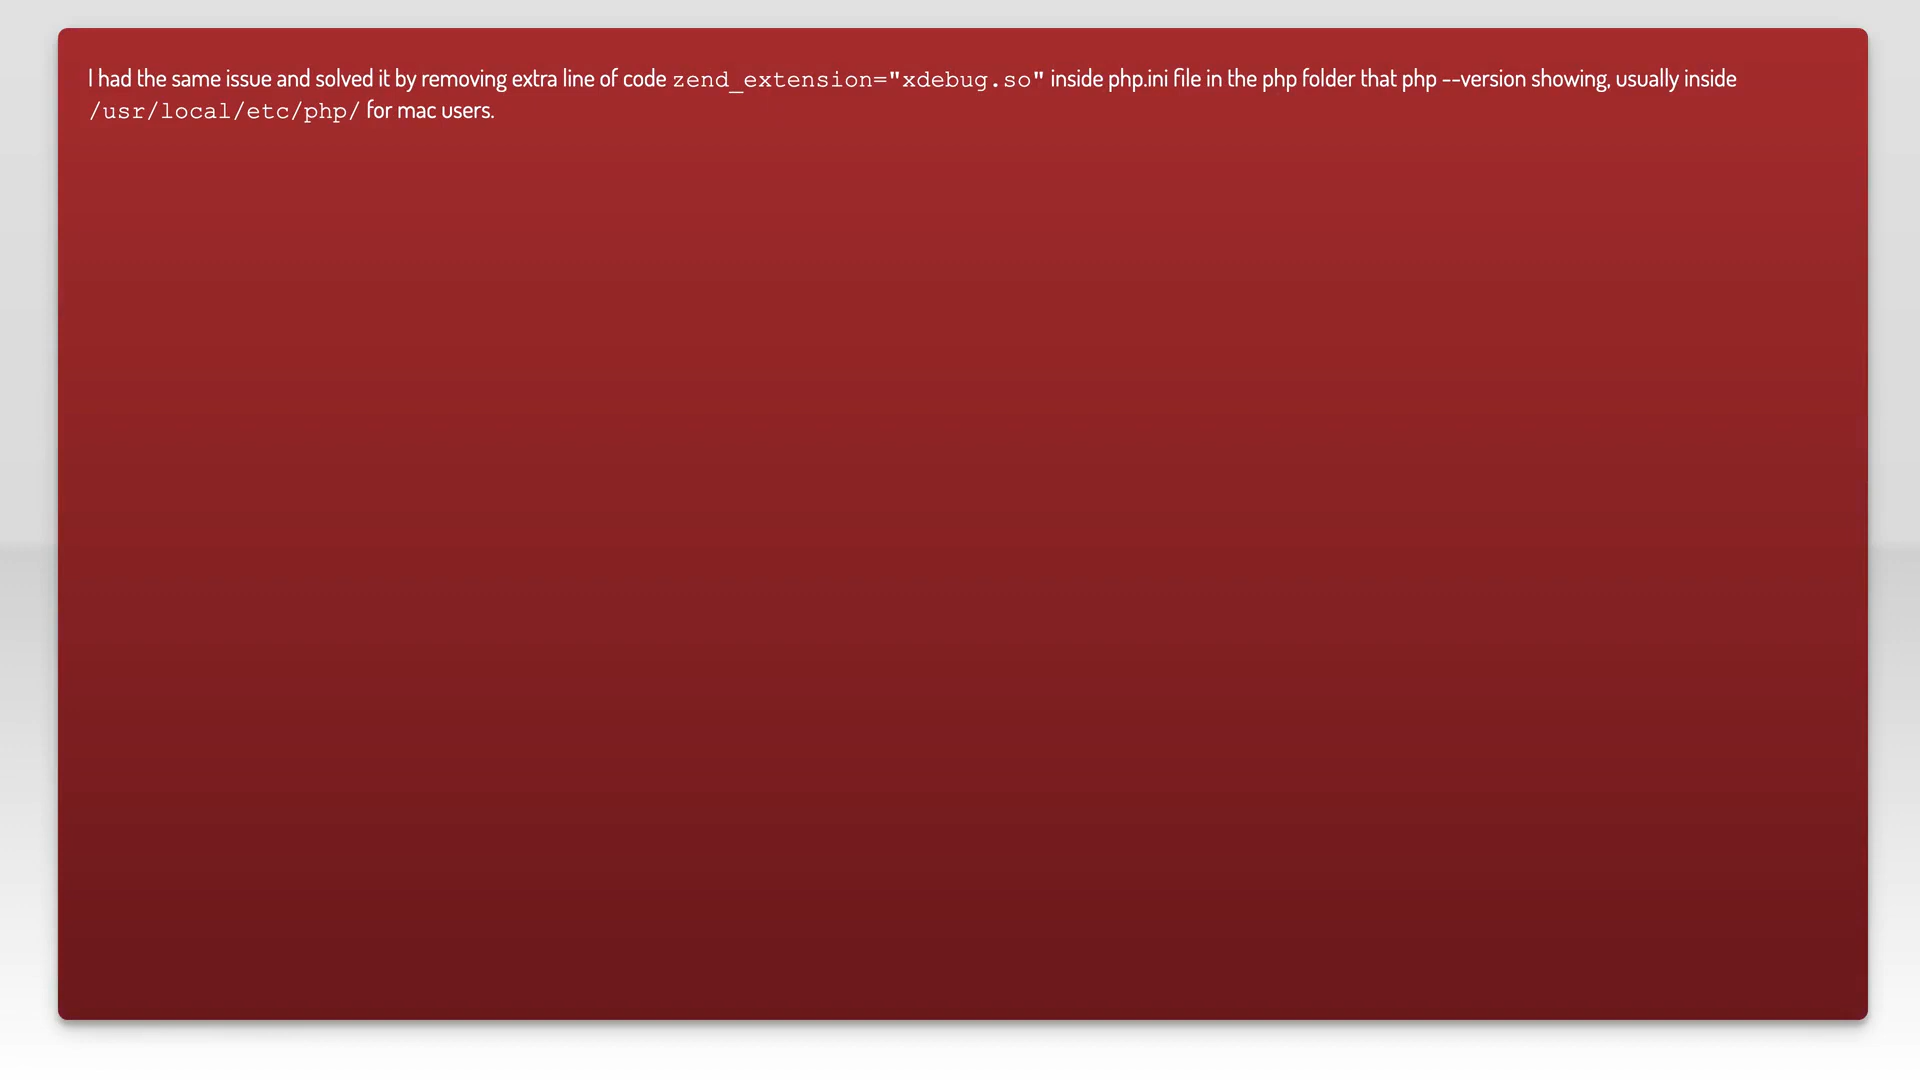 I had the same issue and solved it by removing extra line of code zend_extension="xdebug.so" inside php.ini file in the php folder that php --version showing, usually inside
/usr/local/etc/php/ for mac users.